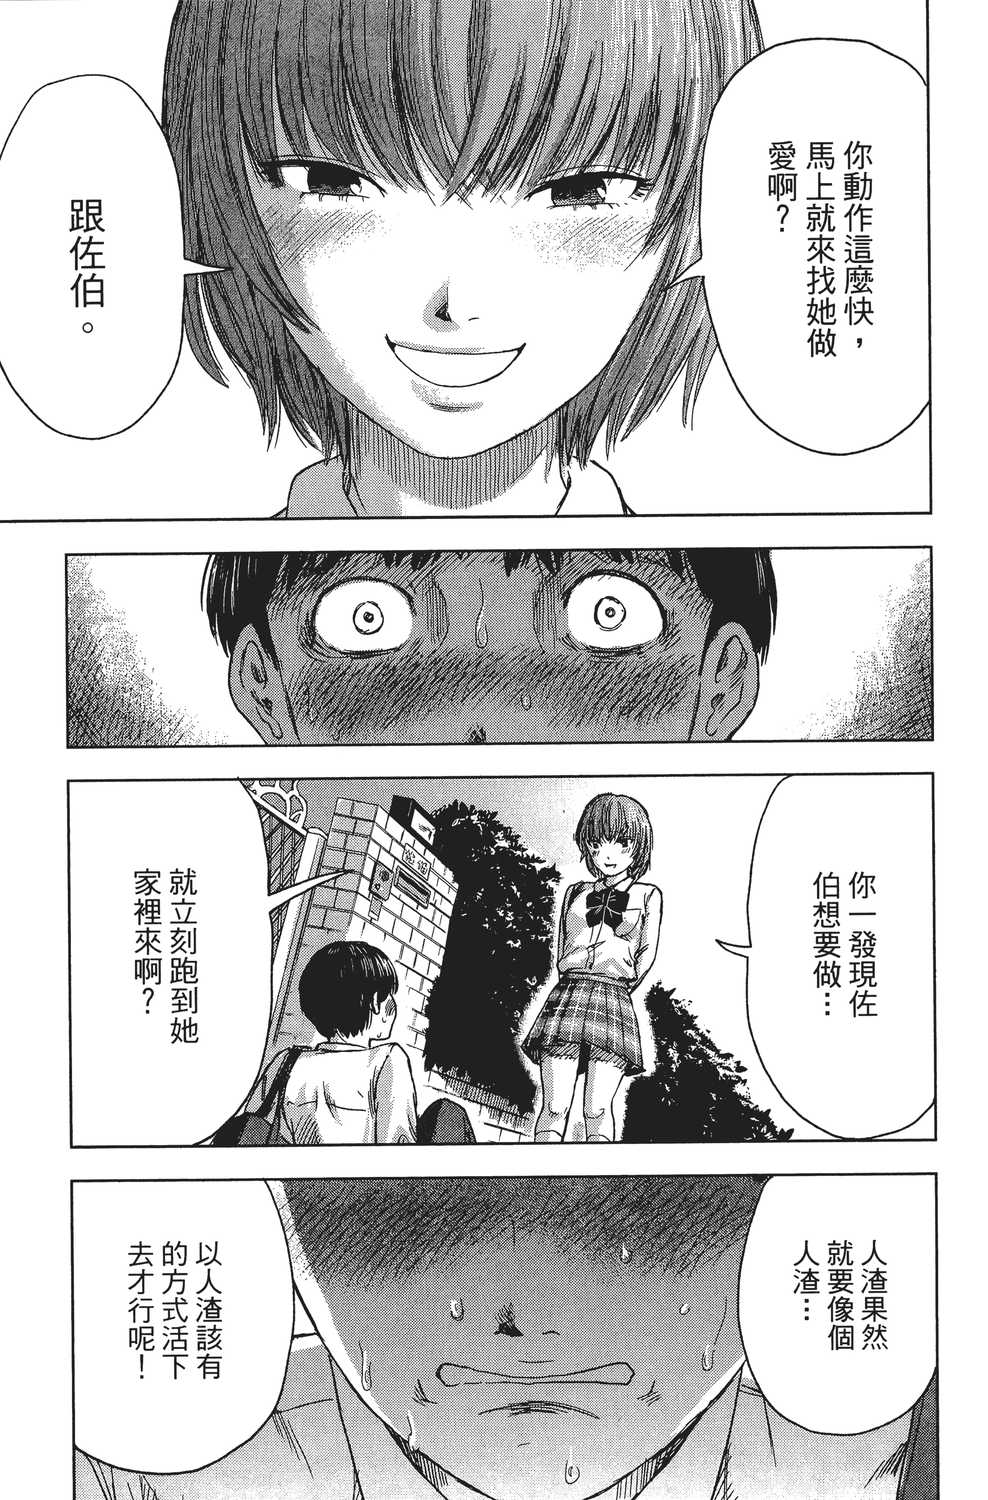 你動作這麼快，
馬上就來找她做
愛啊？
跟佐伯。
你一發現佐
伯想要做…
就立刻跑到她
家裡來啊？
人渣果然
就要像個
人渣…
以人渣該有
的方式活下
去才行呢！